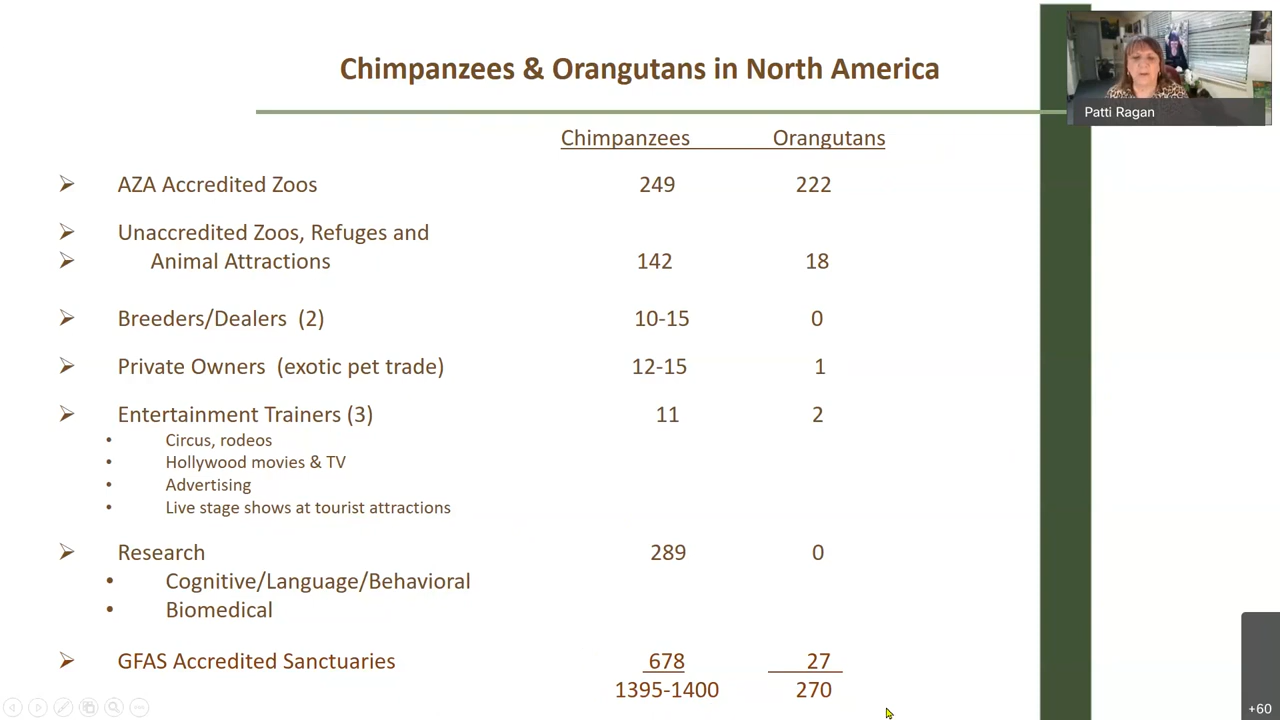 Chimpanzees & Orangutans in North America
Patti Ragan
Chimpanzees Orangutans
AZA Accredited Zoos 249 222
Unaccredited Zoos, Refuges and
Animal Attractions 142 18
Breeders/Dealers (2) 10-15 0
Private Owners (exotic pet trade) 12-15 1
Entertainment Trainers (3) 11 2
Circus, rodeos
Hollywood movies & TV
Advertising
Live stage shows at tourist attractions
Research 289 0
Cognitive/Language/Behavioral
Biomedical
GFAS Accredited Sanctuaries 678 27
1395-1400 270
+60